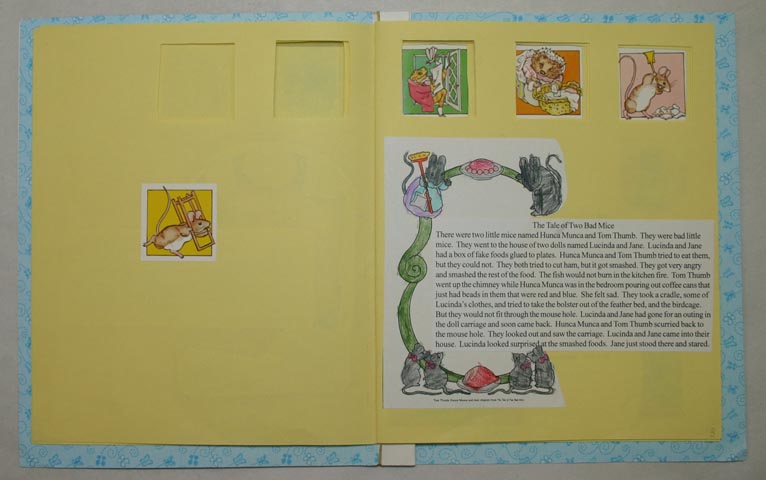 The Tale of Two Bad Mice
There were two little mice named Hunca Munca and Tom Thumb. They were bad little
mice. They went to the house of two dolls named Lucinda and Jane. Lucinda and Jane
had a box of fake foods glued to plates. Hunca Munca and Tom Thumb tried to eat them,
but they could not. They both tried to cut ham, but it got smashed. They got very angry
and smashed the rest of the food. The fish would not burn in the kitchen fire. Tom Thumb
went up the chimney while Hunca Munca was in the bedroom pouring out coffee cans that
just had beads in them that were red and blue. She felt sad. They took a cradle, some of
Lucinda's clothes, and tried to take the bolster out of the feather bed, and the birdcage.
But they would not fit through the mouse hole. Lucinda and Jane had gone for an outing in
the doll carriage and soon came back. Hunca Munca and Tom Thumb scurried back to
the mouse hole. They looked out and saw the carriage. Lucinda and Jane came into their
house. Lucinda looked surprised at the smashed foods. Jane just stood there and stared.